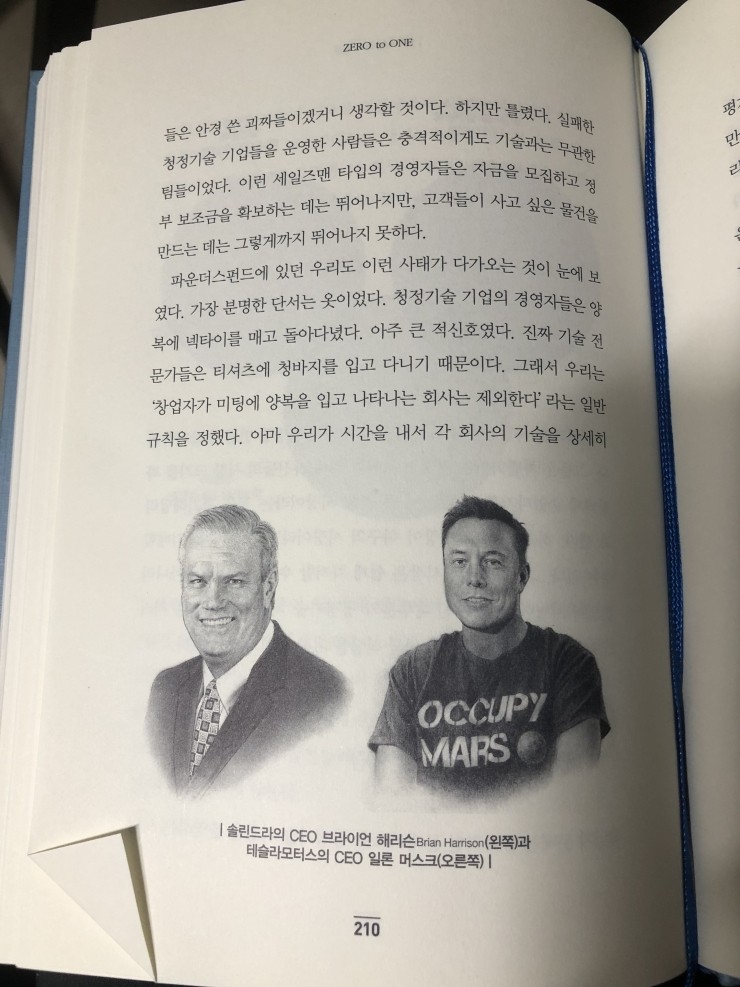 ZERO to ONE
들은 안경 쓴 괴짜들이겠거니 생각할 것이다. 하지만 틀렸다. 실패한
청정기술 기업들을 운영한 사람들은 충격적이게도 기술과는 무관한
팀들이었다. 이런 세일즈맨 타입의 경영자들은 자금을 모집하고 정
부 보조금을 확보하는 데는 뛰어나지만, 고객들이 사고 싶은 물건을
만드는 데는 그렇게까지 뛰어나지 못하다.
파운더스펀드에 있던 우리도 이런 사태가 다가오는 것이 눈에 보
였다. 가장 분명한 단서는 옷이었다. 청정기술 기업의 경영자들은 양
복에 넥타이를 매고 돌아다녔다. 아주 큰 적신호였다. 진짜 기술 전
문가들은 티셔츠에 청바지를 입고 다니기 때문이다. 그래서 우리는
‘창업자가 미팅에 양복을 입고 나타나는 회사는 제외한다’라는 일반
규칙을 정했다. 아마 우리가 시간을 내서 각 회사의 기술을 상세히
OCCUPY
MARS
| 솔린드라의 CEO 브라이언 해리슨Brian Harrison(왼쪽)과
테슬라모터스의 CEO 일론 머스크(오른쪽) |
210